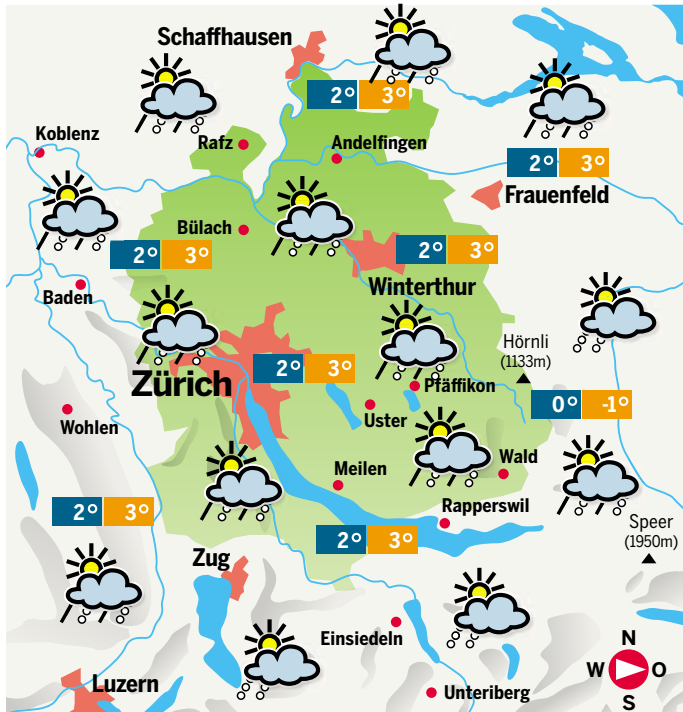 Schaffhausen
2° 3°
Koblenz
Rafz
Andelfingen
2° 3°
Frauenfeld
Bülach
2° 3°
2° 3°
Baden
Winterthur
Hörnli
(1133m)
Zürich
2° 3°
Pfäffikon
0° -1°
Wohlen
Uster
Wald
Meilen
Rapperswil
2° 3°
Speer
(1950m)
2° 3°
Zug
Einsiedeln
N
W O
S
Luzern
Unteriberg